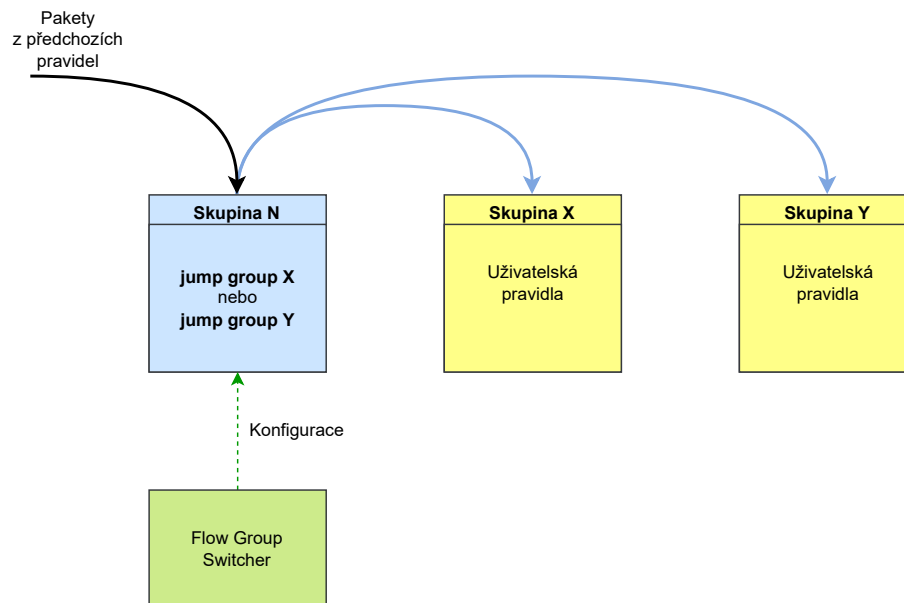 Pakety
z předchozích
pravidel
Skupina N
jump group X
nebo
jump group Y
Skupina X
Uživatelská
pravidla
Skupina Y
Uživatelská
pravidla
Konfigurace
Flow Group
Switcher